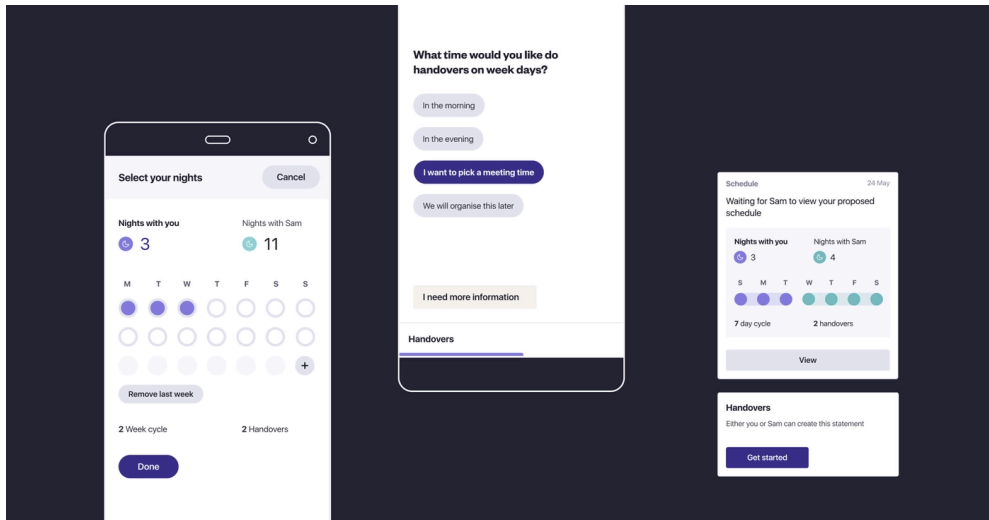 Select your nights
Cancel
Nights with you
Nights with Sam
3
11
M T W T F S S
+
Remove last week
2 Week cycle
2 Handovers
Done
What time would you like do
handovers on week days?
In the morning
In the evening
I want to pick a meeting time
We will organise this later
I need more information
Handovers
Schedule
24 May
Waiting for Sam to view your proposed
schedule
Nights with you
Nights with Sam
3
4
S M T W T F S
7 day cycle
2 handovers
View
Handovers
Either you or Sam can create this statement
Get started